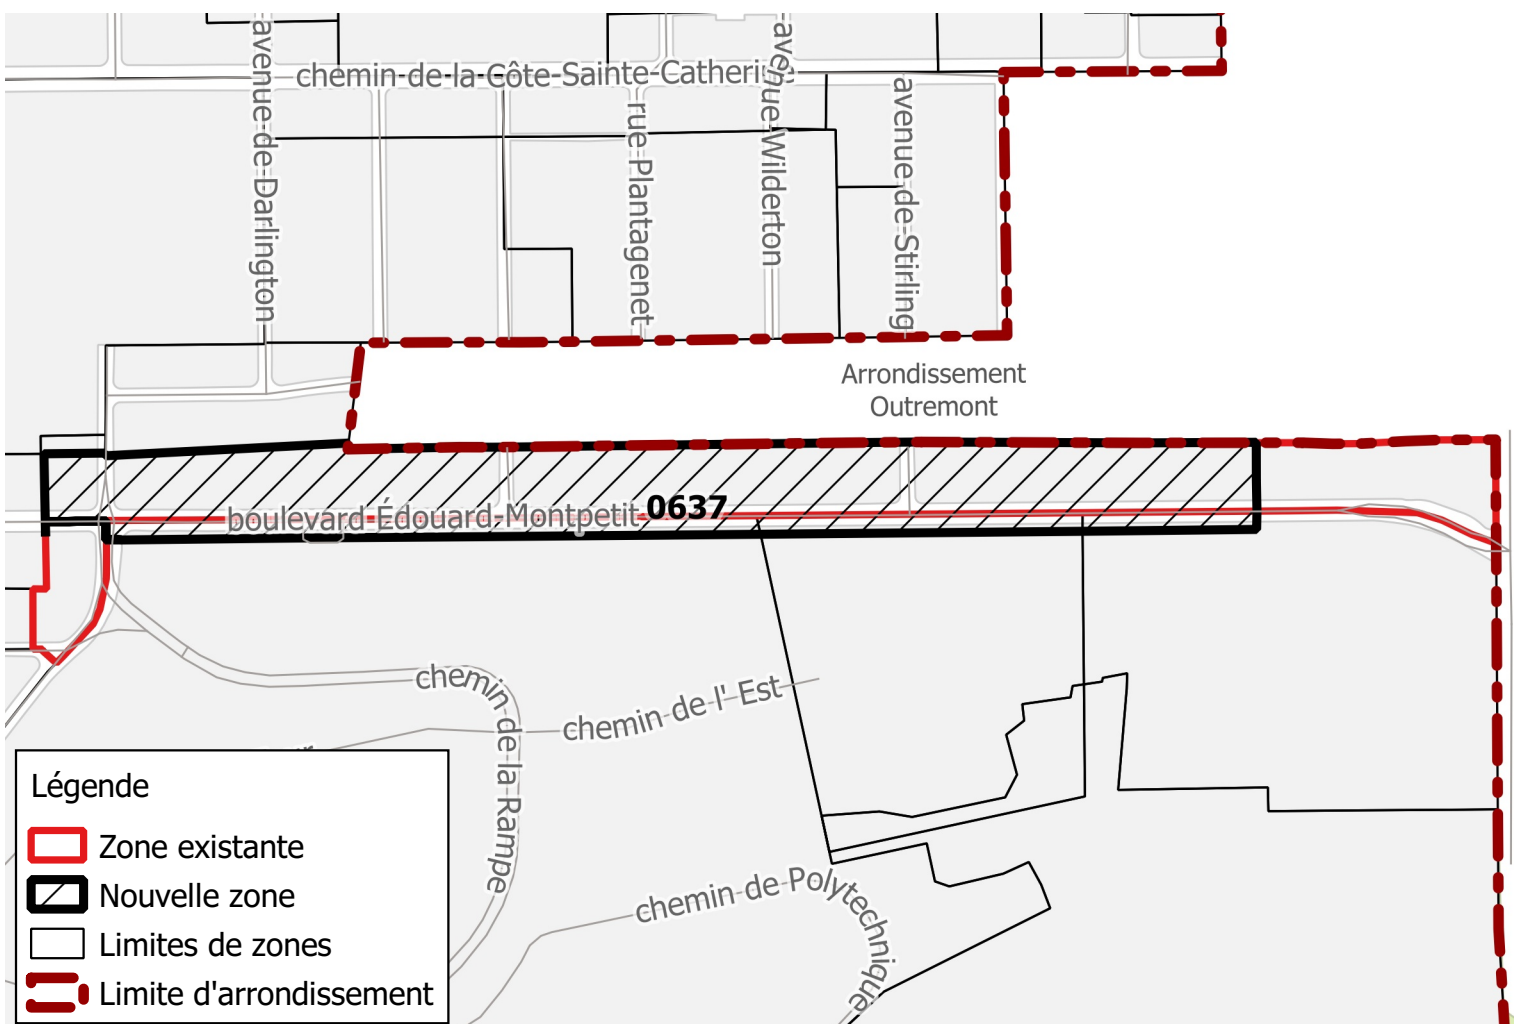 avenue-de-Darlington
chemin-de-la-Côte-Sainte-Catherine
rue-Plantagenet
avenue-Wilderton
avenue-de-Stirling
Arrondissement
Outremont
boulevard-Édouard-Montpetit
0637
chemin-de-la-Rampe
chemin de l' Est
chemin de Polytechnique
Légende
Zone existante
Nouvelle zone
Limites de zones
Limite d'arrondissement